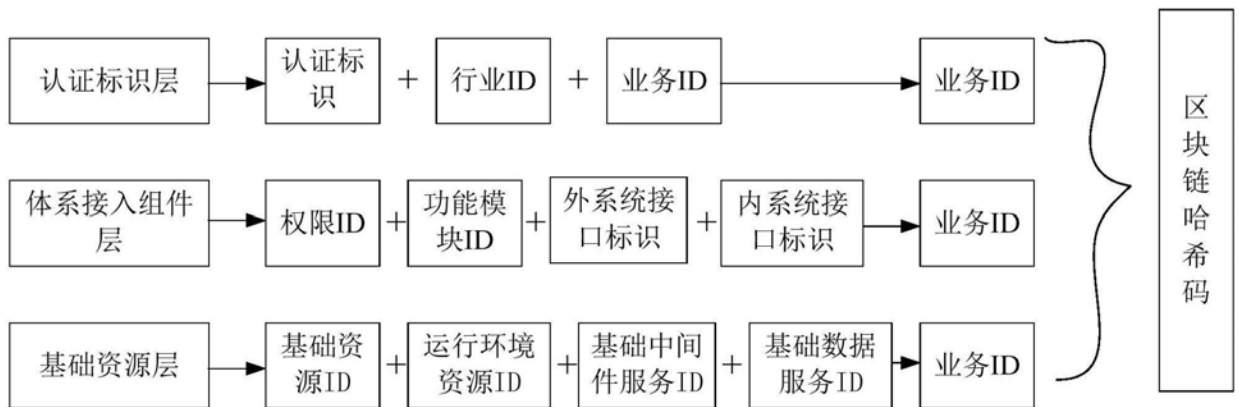 认证标识层
认证标
识
+
行业ID
+
业务ID
业务ID
体系接入组件
层
权限ID
+
功能模
块ID
+
外系统接
口标识
+
内系统接
口标识
业务ID
基础资源层
基础资
源ID
+
运行环境
资源ID
+
基础中间
件服务ID
+
基础数据
服务ID
业务ID
区
块
链
哈
希
码